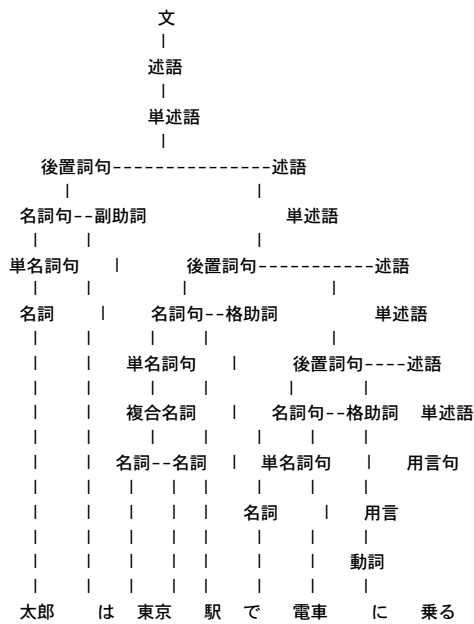 文
|
述語
|
単述語
|
後置詞句---------------述語
| |
名詞句--副助詞 単述語
| | |
単名詞句 | 後置詞句-----------述語
| | | |
名詞 | 名詞句--格助詞 単述語
| | | | |
| | 単名詞句 | 後置詞句----述語
| | | | | |
| | 複合名詞 | 名詞句--格助詞 単述語
| | | | | | |
| | 名詞--名詞 | 単名詞句 | 用言句
| | | | | | | |
| | | | | 名詞 | 用言
| | | | | | | |
| | | | | | | 動詞
| | | | | | | |
太郎 は 東京 駅 で 電車 に 乗る